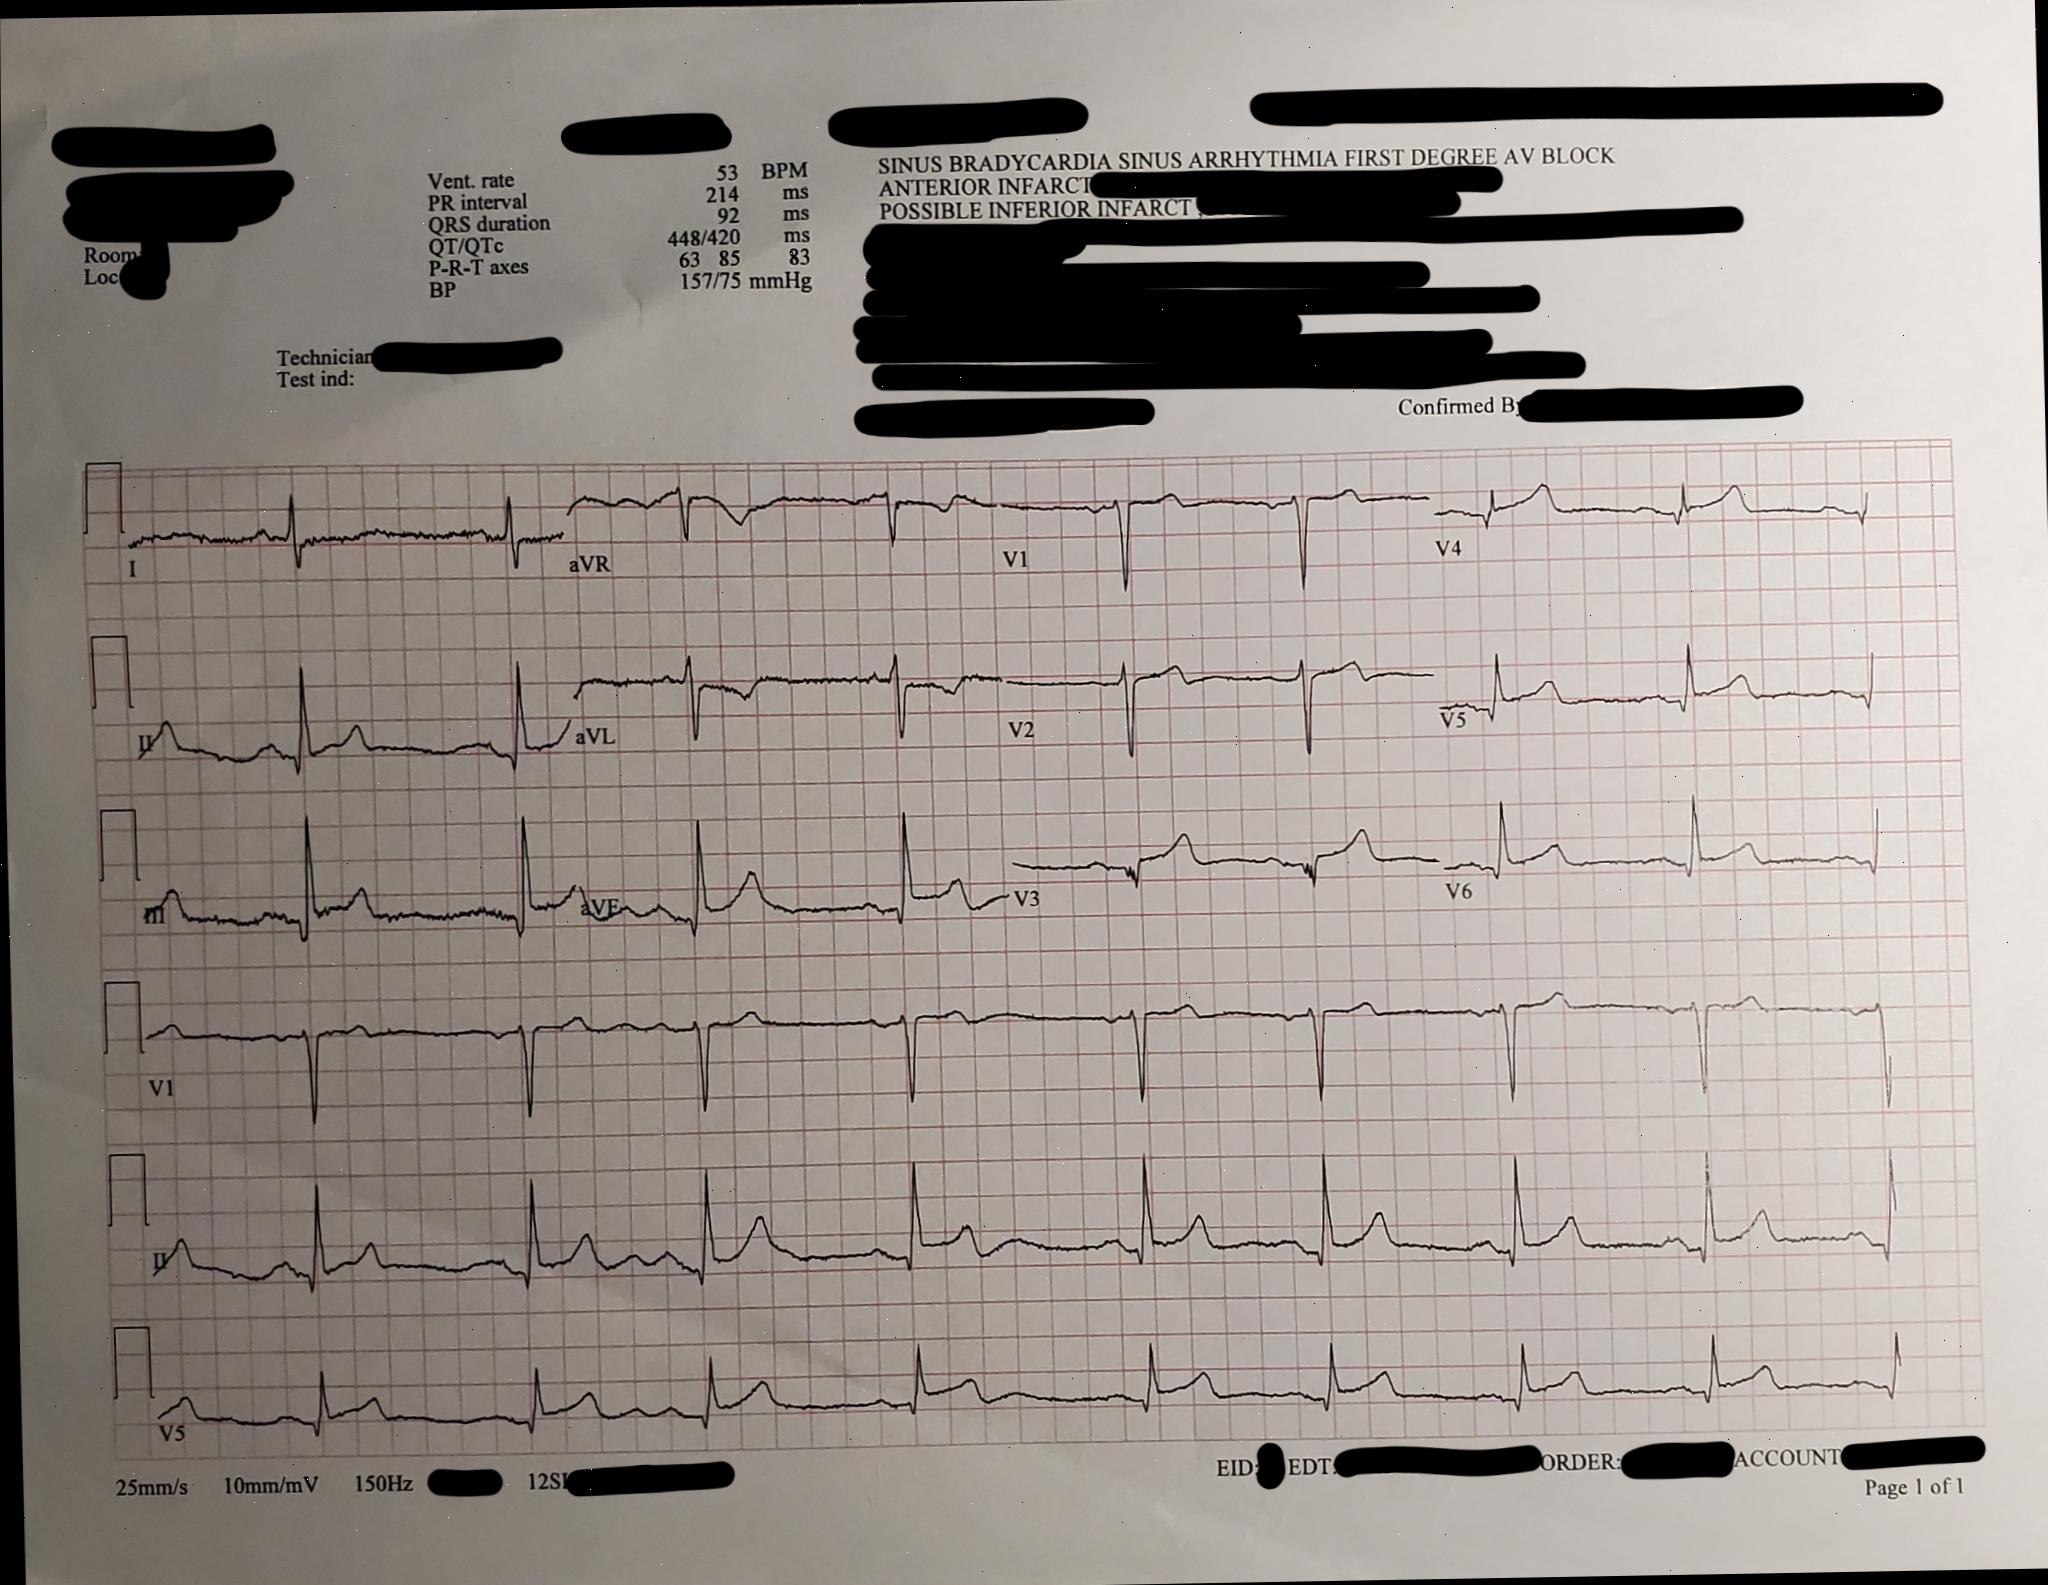 Room
Loc
Vent. rate 53 BPM
PR interval 214 ms
QRS duration 92 ms
QT/QTc 448/420 ms
P-R-T axes 63 85 83
BP 157/75 mmHg
SINUS BRADYCARDIA SINUS ARRHYTHMIA FIRST DEGREE AV BLOCK
ANTERIOR INFARCT
POSSIBLE INFERIOR INFARCT ,
Technician
Test ind:
Confirmed By
I aVR V1 V4
II aVL V2 V5
III aVF V3 V6
V1
II
V5
25mm/s 10mm/mV 150Hz 12SL
EID: EDT: ORDER: ACCOUNT
Page 1 of 1